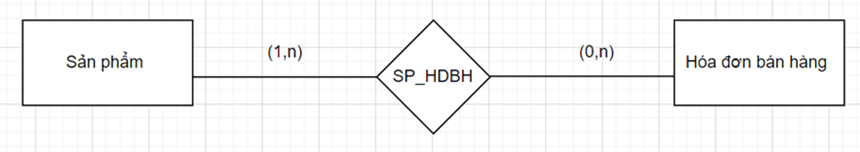 Sản phẩm
(1,n)
SP_HDBH
(0,n)
Hóa đơn bán hàng